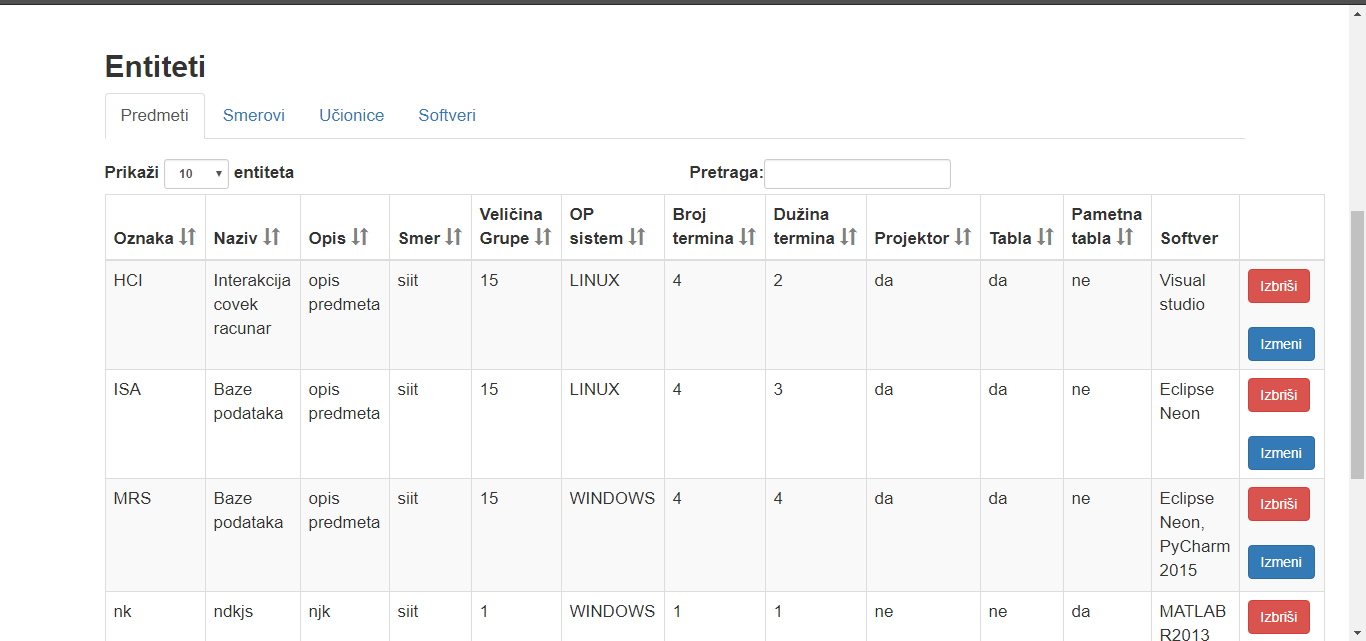 Entiteti
Predmeti Smerovi Učionice Softveri
Prikaži 10 entiteta Pretraga:
Veličina OP Broj Dužina Pametna
Oznaka Naziv Opis Smer Grupe sistem termina termina Projektor Tabla tabla Softver
HCI Interakcija opis siit 15 LINUX 4 2 da da ne Visual Izbriši
covek predmeta studio
racunar
Izmeni
ISA Baze opis siit 15 LINUX 4 3 da da ne Eclipse Izbriši
podataka predmeta Neon
Izmeni
MRS Baze opis siit 15 WINDOWS 4 4 da da ne Eclipse Izbriši
podataka predmeta Neon,
PyCharm
Izmeni
2015
nk ndkjs njk siit 1 WINDOWS 1 1 ne ne da MATLAB Izbriši
R2013